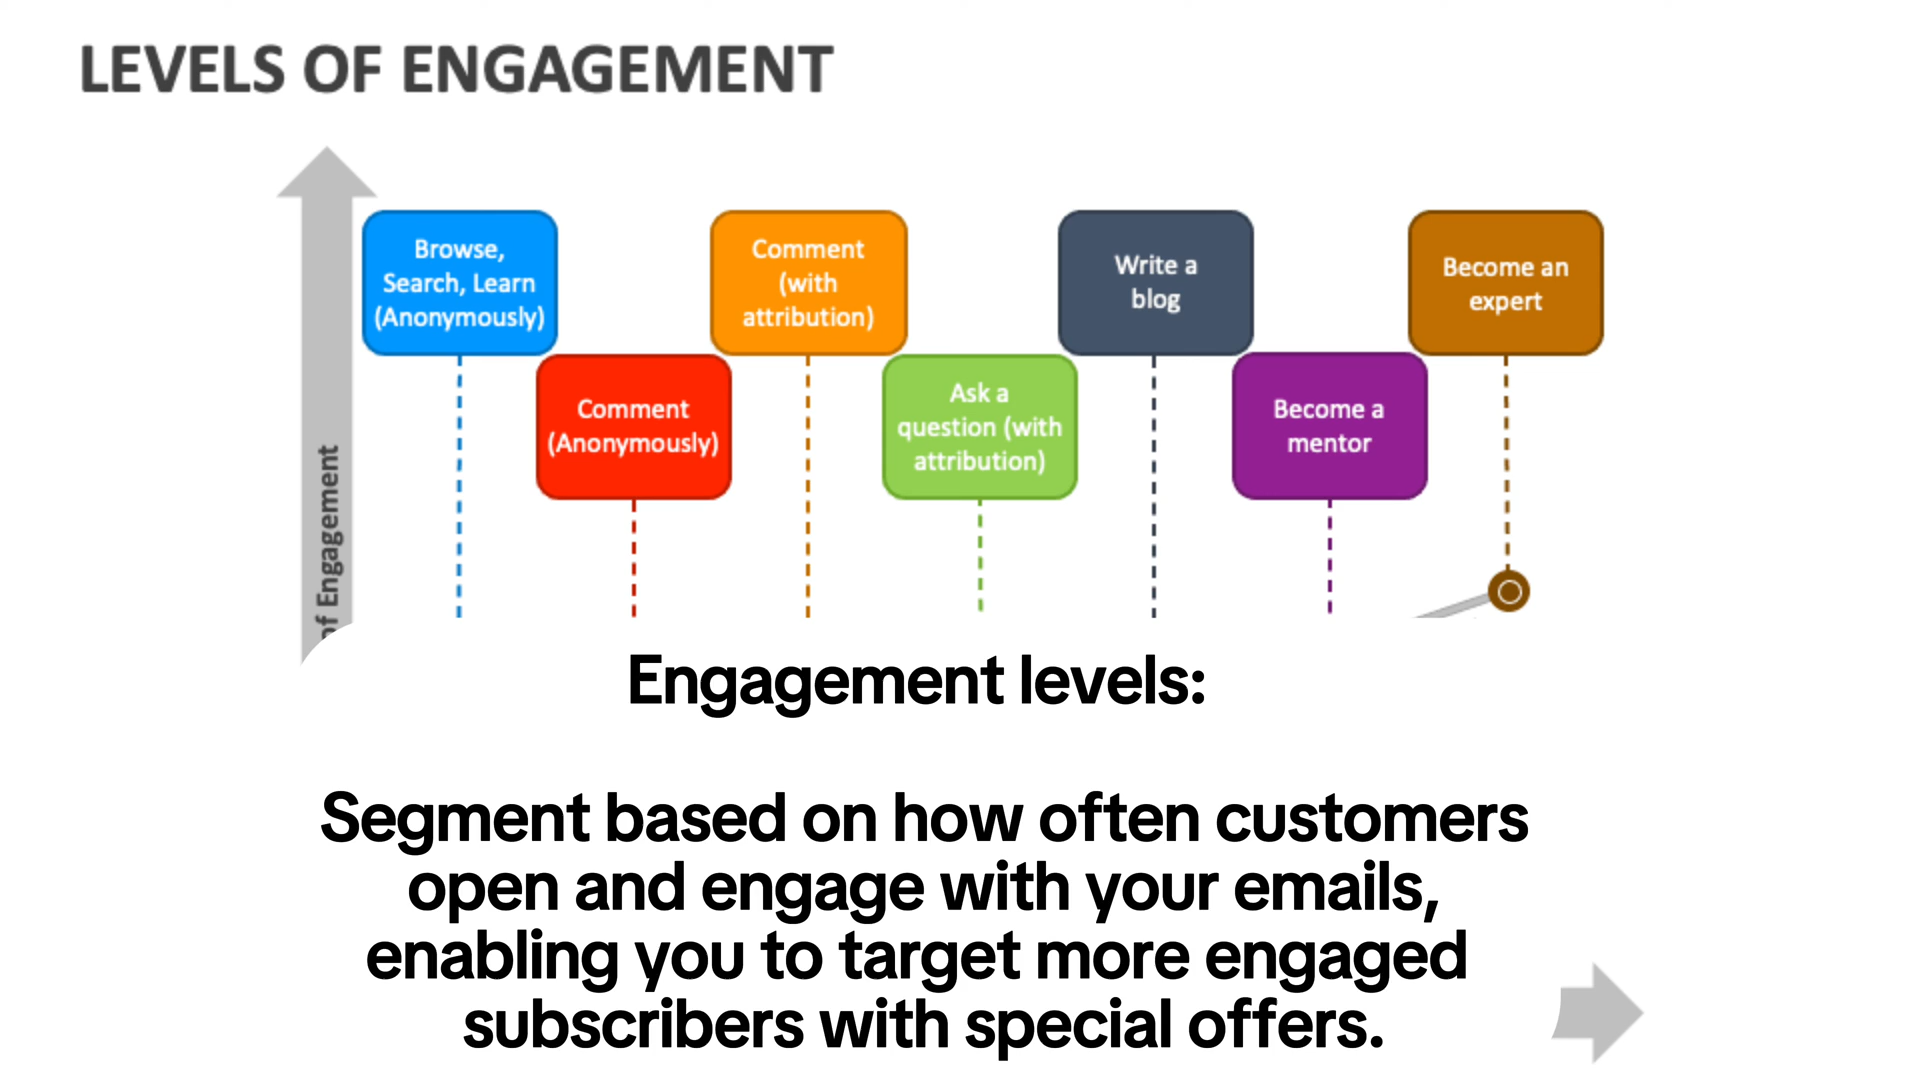 LEVELS OF ENGAGEMENT
Browse,
Search, Learn
(Anonymously)
Comment
(Anonymously)
Comment
(with
attribution)
Ask a
question (with
attribution)
Write a
blog
Become a
mentor
Become an
expert
of Engagement
Engagement levels:
Segment based on how often customers
open and engage with your emails,
enabling you to target more engaged
subscribers with special offers.